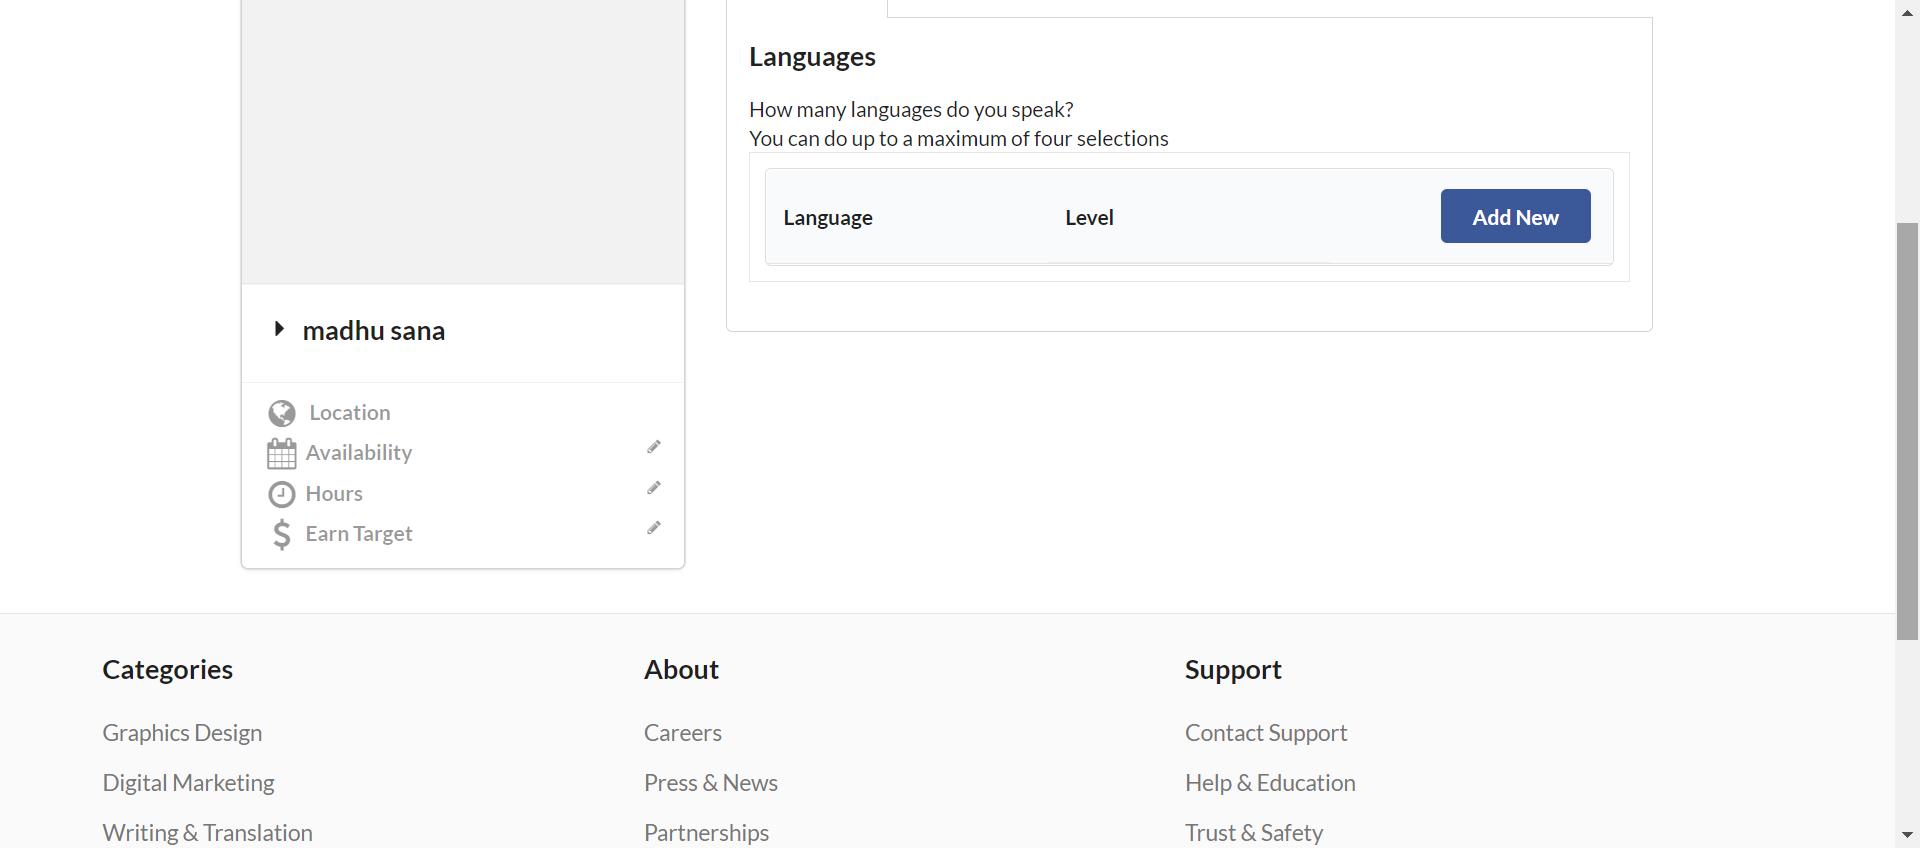 Languages
How many languages do you speak?
You can do up to a maximum of four selections
Language Level Add New
madhu sana
Location
Availability
Hours
Earn Target
Categories
Graphics Design
Digital Marketing
Writing & Translation
About
Careers
Press & News
Partnerships
Support
Contact Support
Help & Education
Trust & Safety